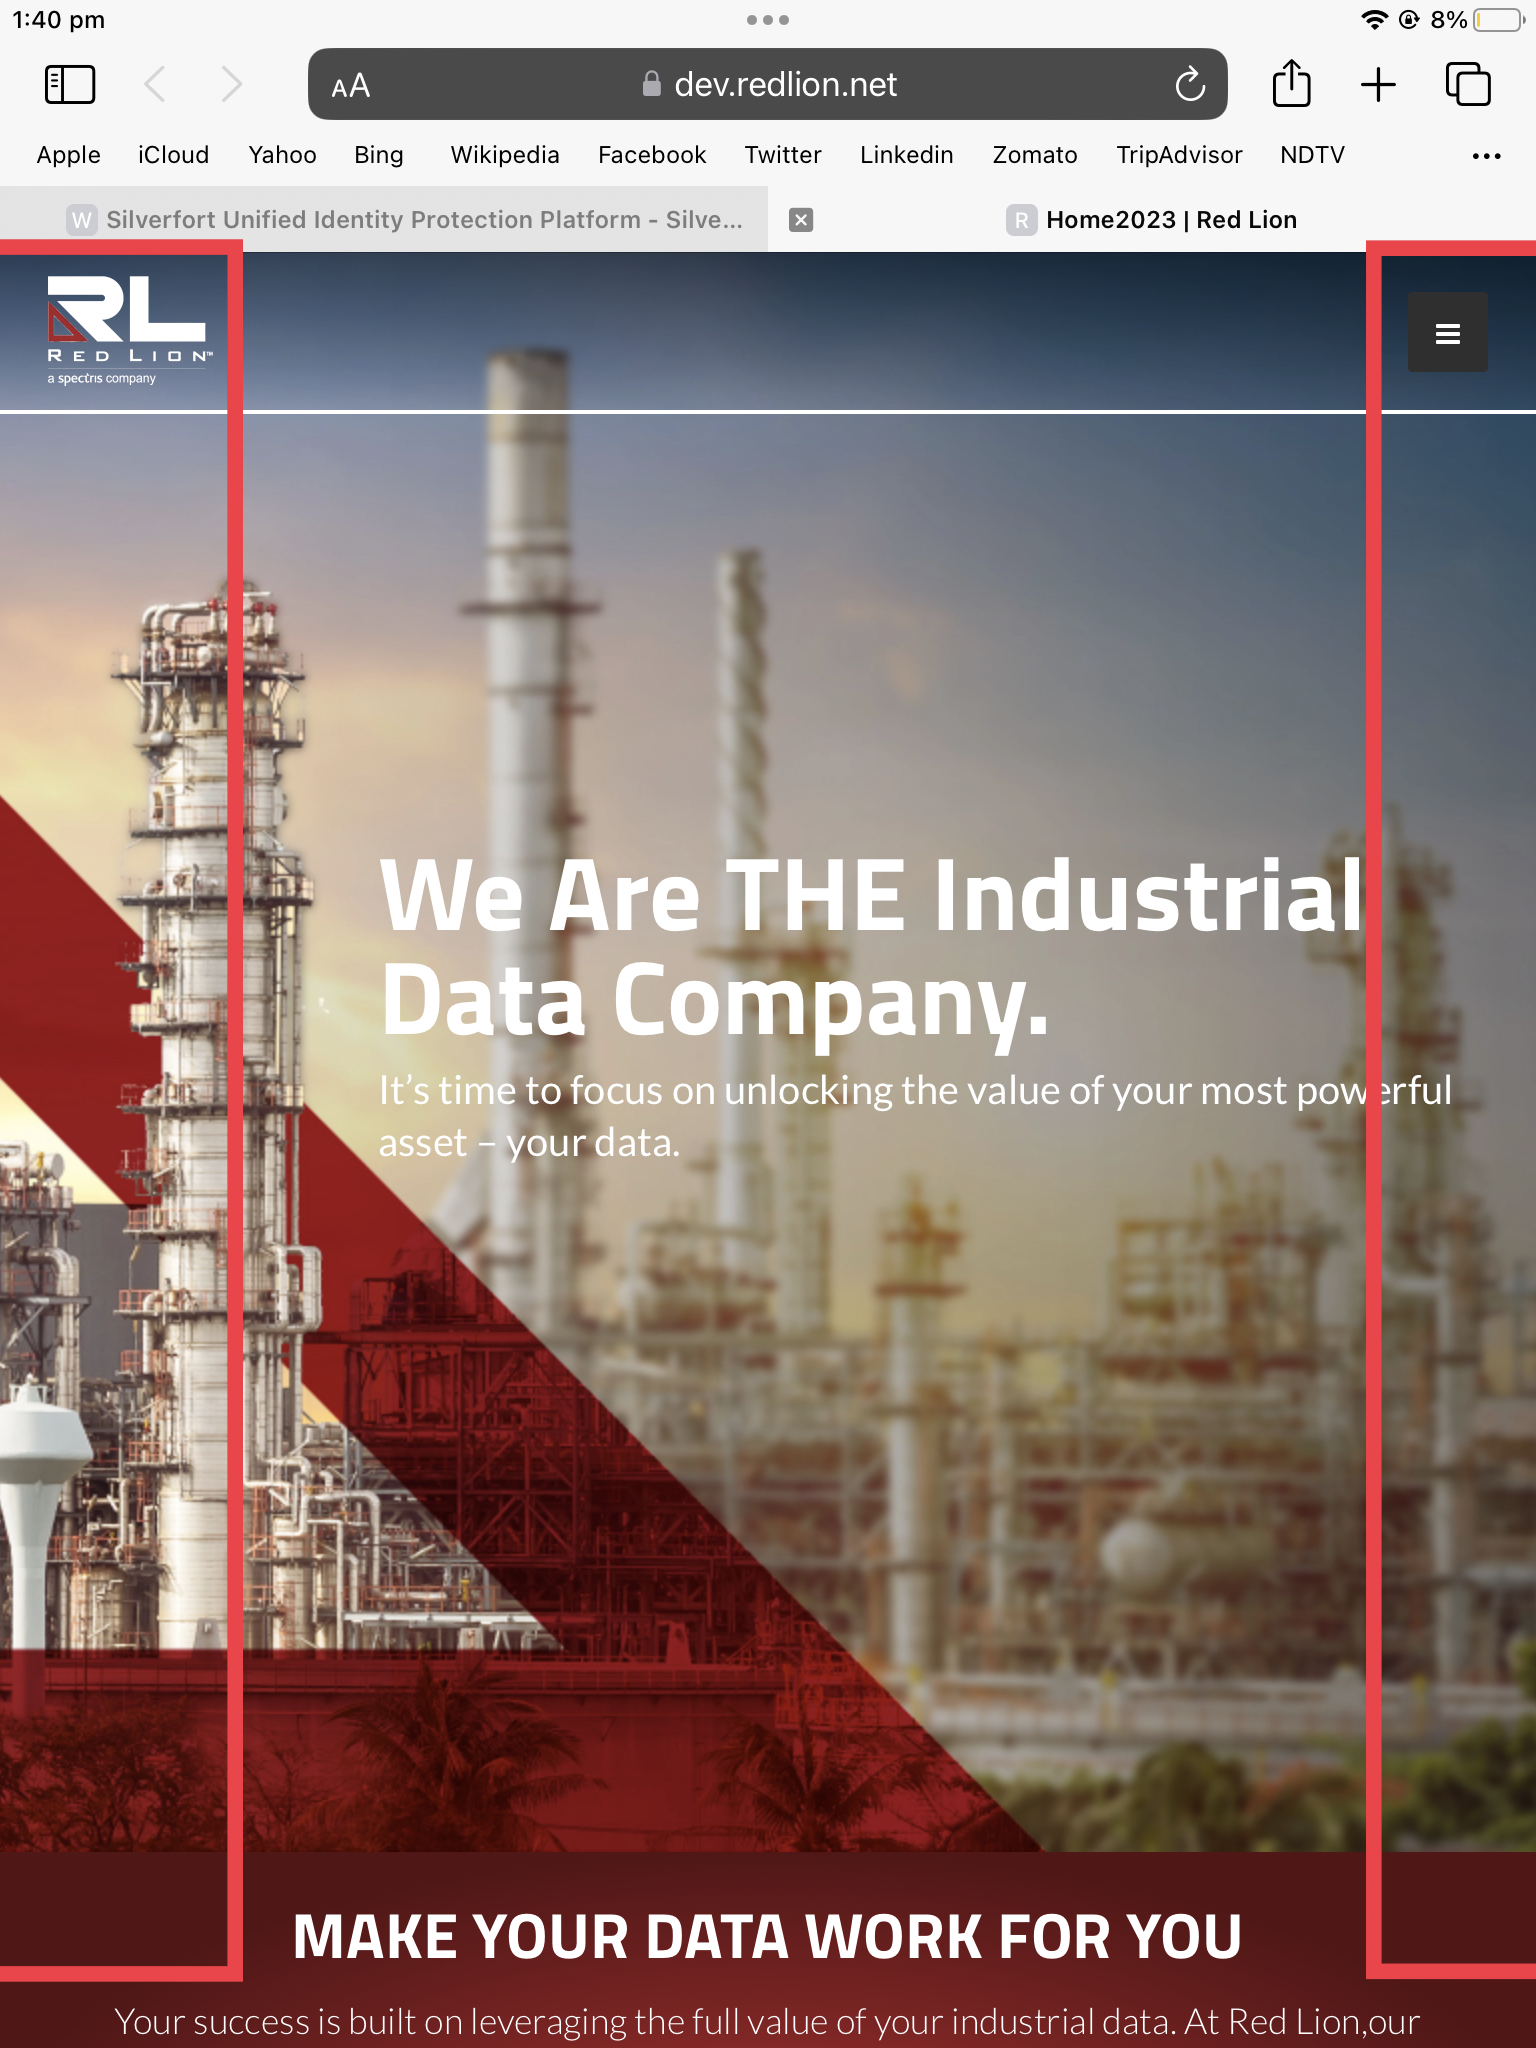 1:40 pm
8%
AA
dev.redlion.net
Apple iCloud Yahoo Bing Wikipedia Facebook Twitter Linkedin Zomato TripAdvisor NDTV
W Silverfort Unified Identity Protection Platform - Silve...
R Home2023 | Red Lion
RL
RED LION™
a spectris company
We Are THE Industrial
Data Company.
It’s time to focus on unlocking the value of your most powerful
asset – your data.
MAKE YOUR DATA WORK FOR YOU
Your success is built on leveraging the full value of your industrial data. At Red Lion,our